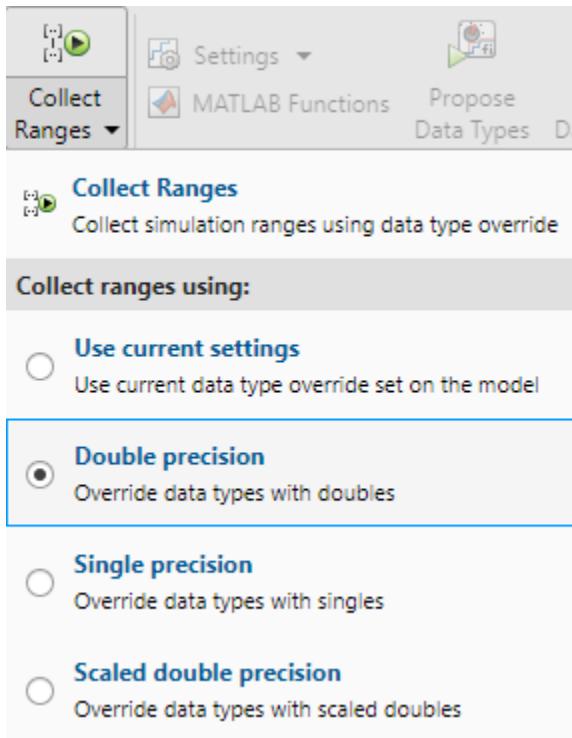 Settings
Collect
Ranges
MATLAB Functions
Propose
Data Types
Collect Ranges
Collect simulation ranges using data type override
Collect ranges using:
Use current settings
Use current data type override set on the model
Double precision
Override data types with doubles
Single precision
Override data types with singles
Scaled double precision
Override data types with scaled doubles